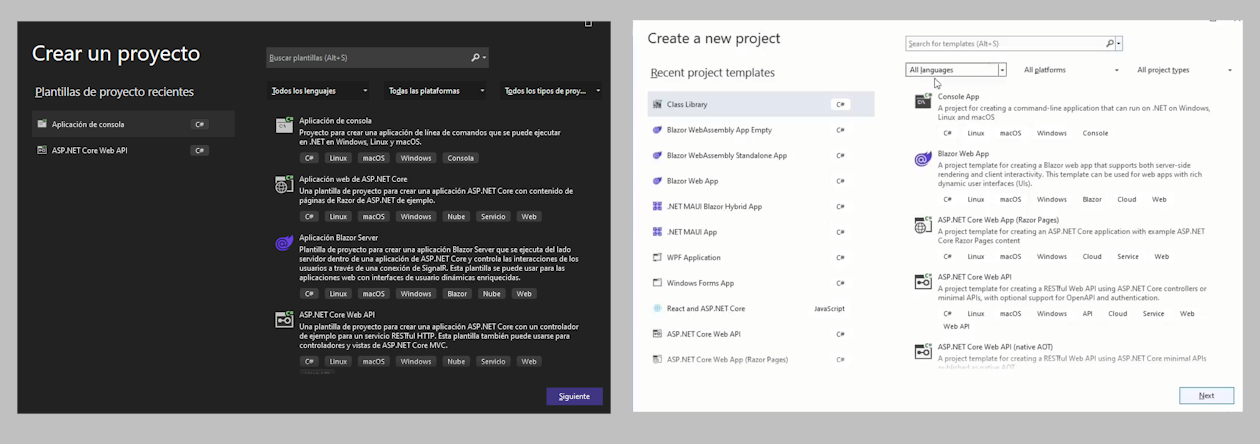 Crear un proyecto
Plantillas de proyecto recientes
Aplicación de consola C#
ASP.NET Core Web API C#
Buscar plantillas (Alt+S)
Todos los lenguajes Todas las plataformas Todos los tipos de proy...
Aplicación de consola
Proyecto para crear una aplicación de línea de comandos que se puede ejecutar
en .NET en Windows, Linux y macOS.
C# Linux macOS Windows Consola
Aplicación web de ASP.NET Core
Una plantilla de proyecto para crear una aplicación ASP.NET Core con contenido de
páginas de Razor de ASP.NET de ejemplo.
C# Linux macOS Windows Nube Servicio Web
Aplicación Blazor Server
Plantilla de proyecto para crear una aplicación Blazor Server que se ejecuta del lado
servidor dentro de una aplicación de ASP.NET Core y controla las interacciones de los
usuarios a través de una conexión de SignalR. Esta plantilla se puede usar para las
aplicaciones web con interfaces de usuario dinámicas enriquecidas.
C# Linux macOS Windows Blazor Nube Web
ASP.NET Core Web API
Una plantilla de proyecto para crear una aplicación ASP.NET Core con un controlador
de ejemplo para un servicio RESTful HTTP. Esta plantilla también puede usarse para
controladores y vistas de ASP.NET Core MVC.
C# Linux macOS Windows Nube Servicio Web
Siguiente
Create a new project
Recent project templates
Class Library C#
Blazor WebAssembly App Empty C#
Blazor WebAssembly Standalone App C#
Blazor Web App C#
.NET MAUI Blazor Hybrid App C#
.NET MAUI App C#
WPF Application C#
Windows Forms App C#
React and ASP.NET Core JavaScript
ASP.NET Core Web API C#
ASP.NET Core Web App (Razor Pages) C#
Search for templates (Alt+S)
All languages All platforms All project types
Console App
A project for creating a command-line application that can run on .NET on Windows,
Linux and macOS
C# Linux macOS Windows Console
Blazor Web App
A project template for creating a Blazor web app that supports both server-side
rendering and client interactivity. This template can be used for web apps with rich
dynamic user interfaces (UIs).
C# Linux macOS Windows Blazor Cloud Web
ASP.NET Core Web App (Razor Pages)
A project template for creating an ASP.NET Core application with example ASP.NET
Core Razor Pages content
C# Linux macOS Windows Cloud Service Web
ASP.NET Core Web API
A project template for creating a RESTful Web API using ASP.NET Core controllers or
minimal APIs, with optional support for OpenAPI and authentication.
C# Linux macOS Windows API Cloud Service Web
Web API
ASP.NET Core Web API (native AOT)
A project template for creating a RESTful Web API using ASP.NET Core minimal APIs
published as native AOT.
Next